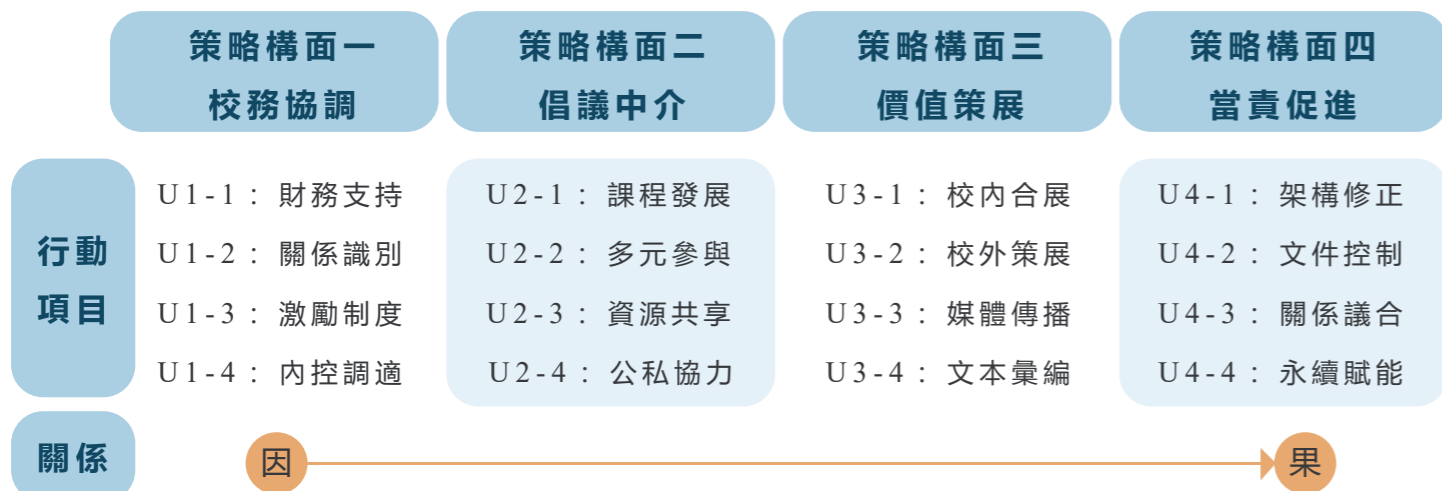 策略構面一
校務協調
策略構面二
倡議中介
策略構面三
價值策展
策略構面四
當責促進
行動
項目
U1-1：財務支持
U2-1：課程發展
U3-1：校內合展
U4-1：架構修正
U1-2：關係識別
U2-2：多元參與
U3-2：校外策展
U4-2：文件控制
U1-3：激勵制度
U2-3：資源共享
U3-3：媒體傳播
U4-3：關係議合
U1-4：內控調適
U2-4：公私協力
U3-4：文本彙編
U4-4：永續賦能
關係
因
果